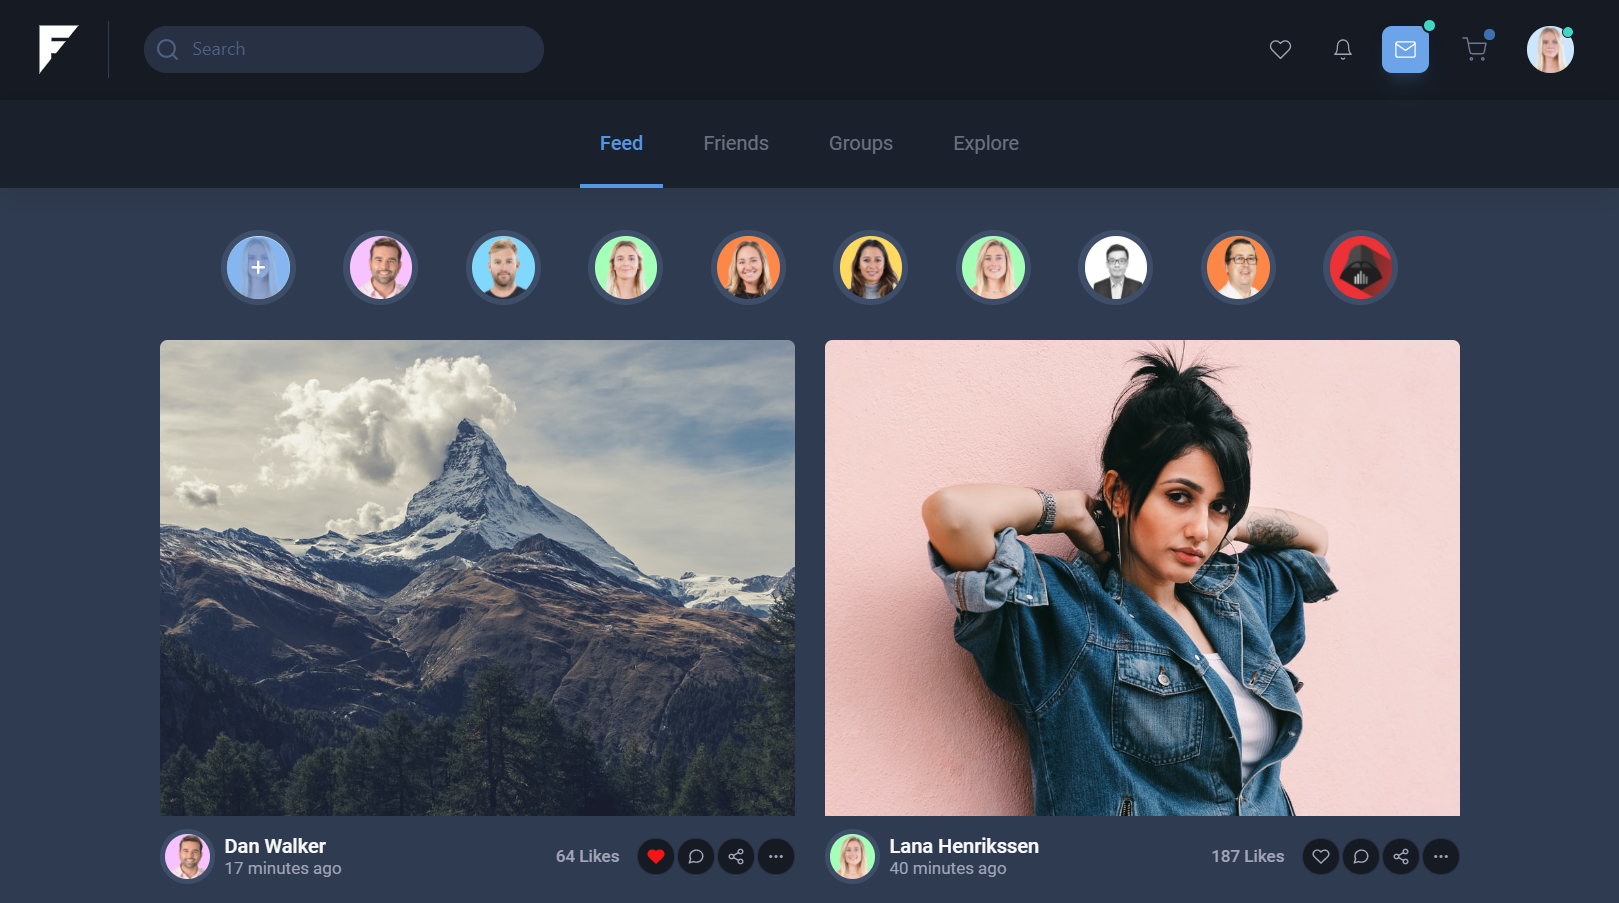 Search
Feed
Friends
Groups
Explore
Dan Walker
17 minutes ago
64 Likes
Lana Henrikssen
40 minutes ago
187 Likes